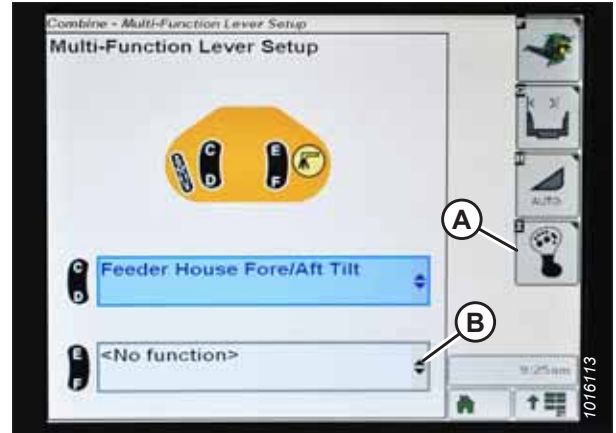 Combine - Multi-Function Lever Setup
Multi-Function Lever Setup
C
D
E
F
AUTO
A
C
D
Feeder House Fore/Aft Tilt
B
E
F
<No function>
9:25am
1016113